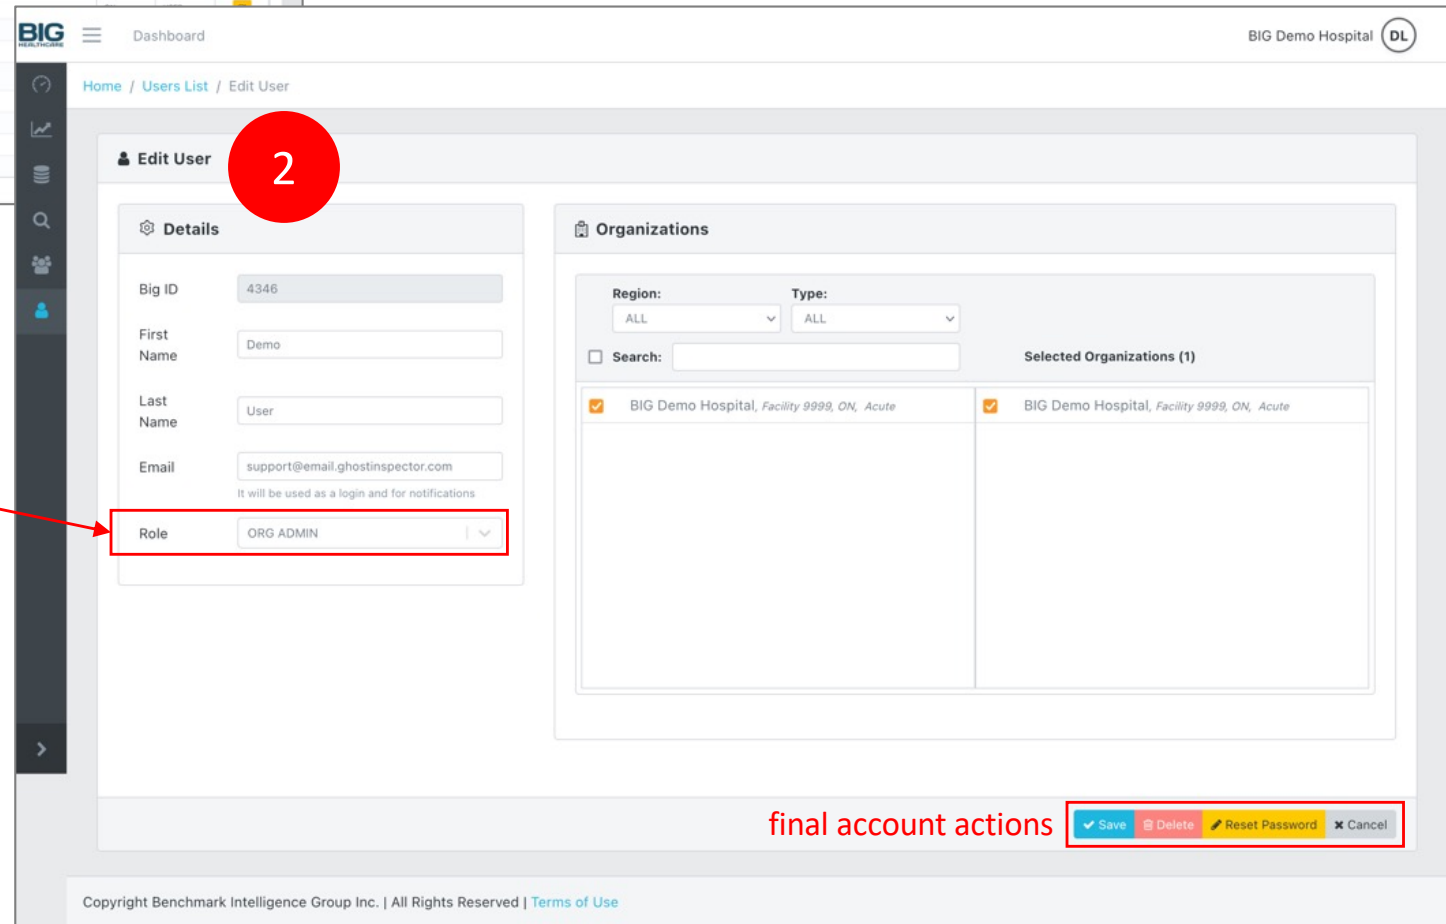 BIG
HEALTHCARE
Dashboard
BIG Demo Hospital
DL
Home / Users List / Edit User
Edit User
2
Details
Big ID
4346
First
Name
Demo
Last
Name
User
Email
support@email.ghostinspector.com
It will be used as a login and for notifications
Role
ORG ADMIN
Organizations
Region:
Type:
ALL
ALL
Search:
Selected Organizations (1)
BIG Demo Hospital, Facility 9999, ON, Acute
BIG Demo Hospital, Facility 9999, ON, Acute
final account actions
Save
Delete
Reset Password
Cancel
Copyright Benchmark Intelligence Group Inc. | All Rights Reserved | Terms of Use